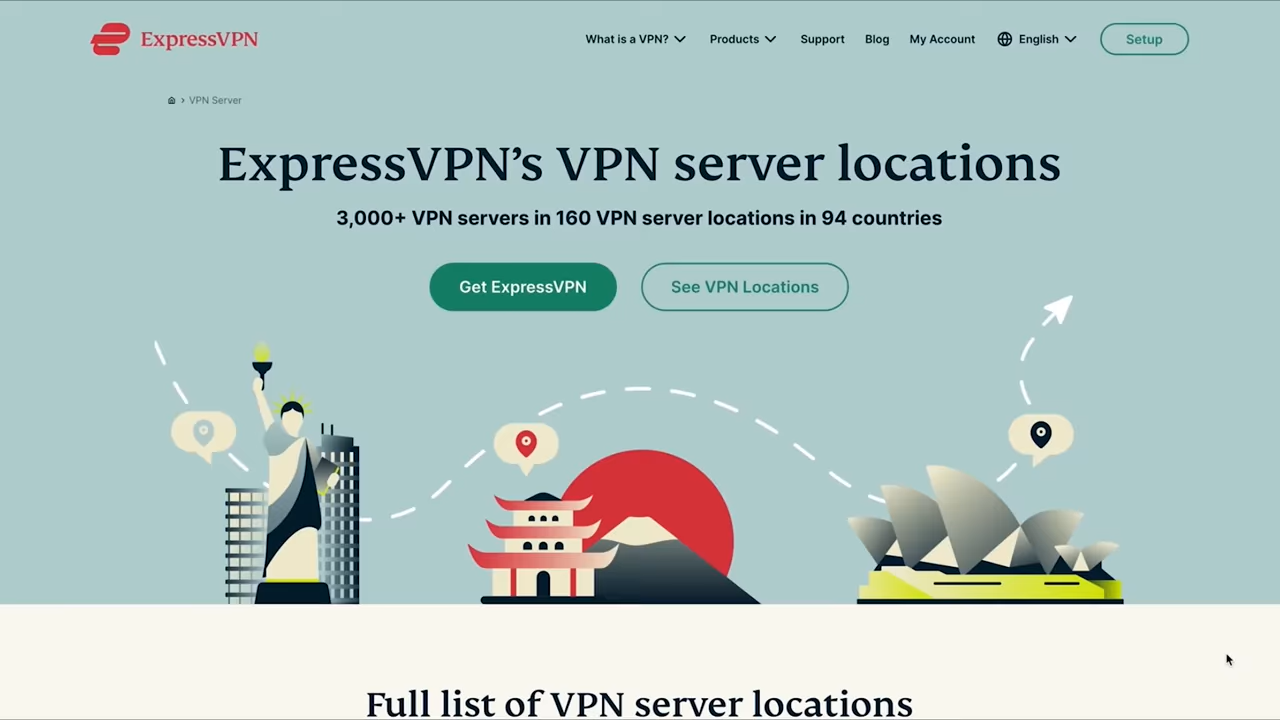 ExpressVPN
What is a VPN? Products Support Blog My Account English Setup
VPN Server
ExpressVPN’s VPN server locations
3,000+ VPN servers in 160 VPN server locations in 94 countries
Get ExpressVPN See VPN Locations
Full list of VPN server locations